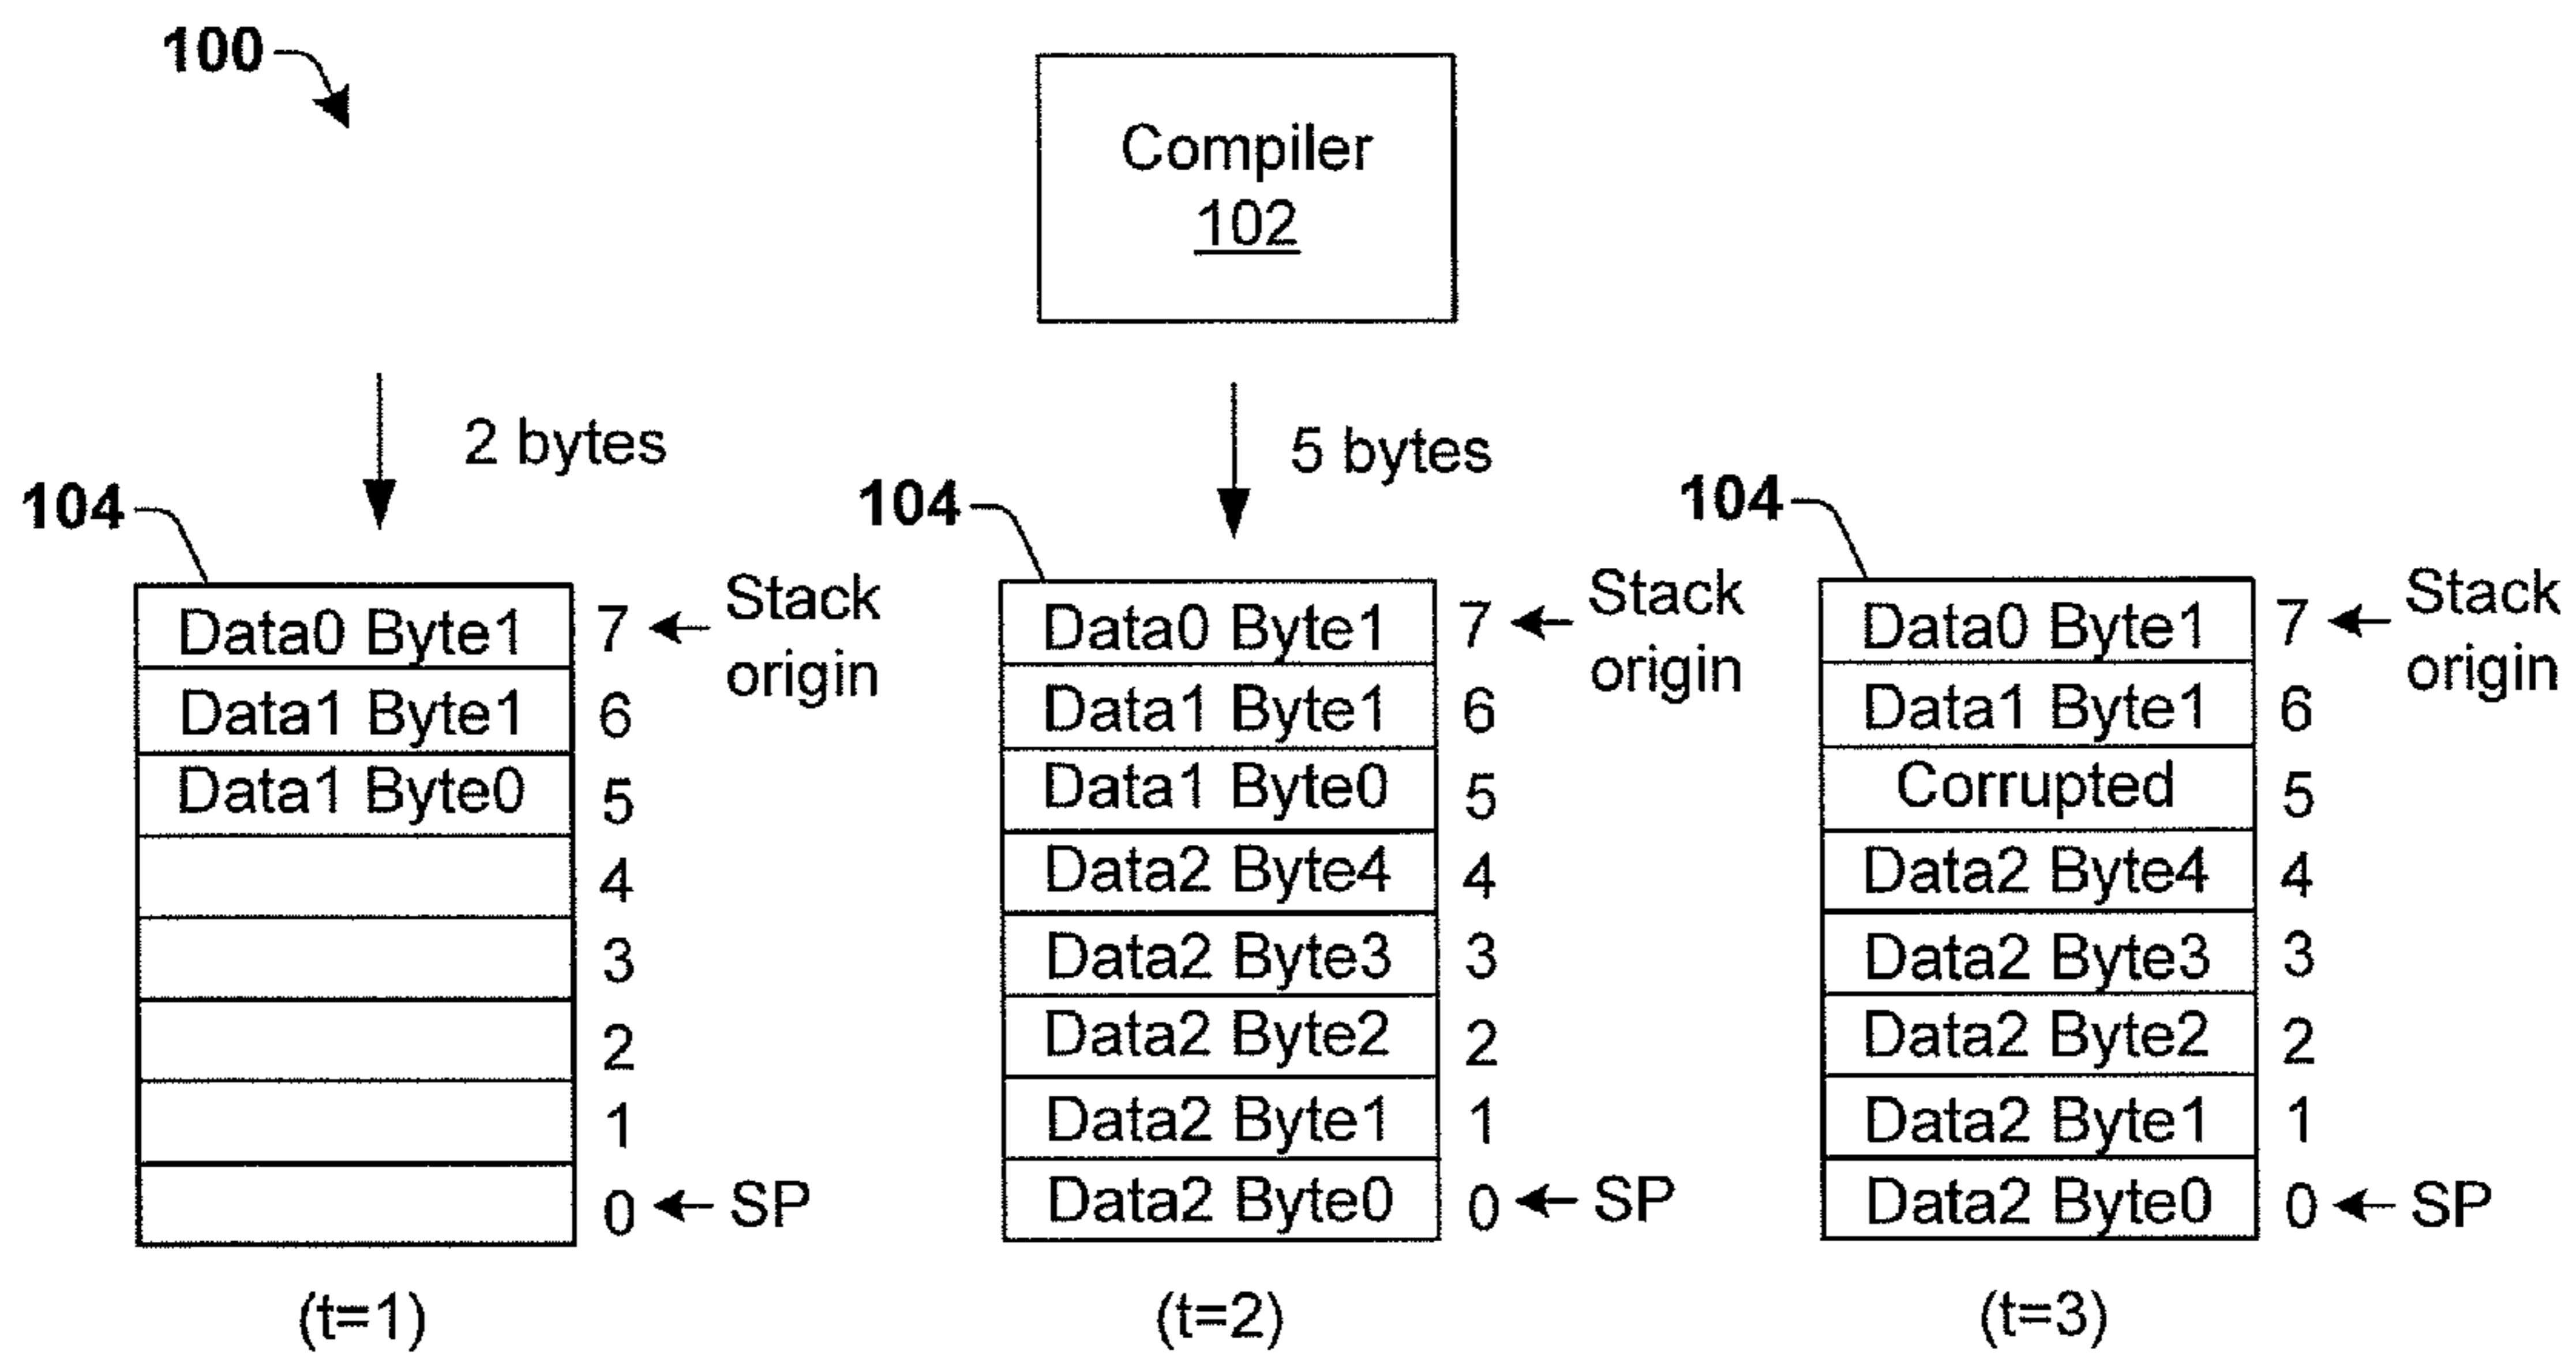 100
Compiler
102
2 bytes
5 bytes
104
104
104
Data0 Byte1
7
Stack
origin
Data1 Byte1
6
Data1 Byte0
5
4
3
2
1
0
SP
(t=1)
Data0 Byte1
7
Stack
origin
Data1 Byte1
6
Data1 Byte0
5
Data2 Byte4
4
Data2 Byte3
3
Data2 Byte2
2
Data2 Byte1
1
Data2 Byte0
0
SP
(t=2)
Data0 Byte1
7
Stack
origin
Data1 Byte1
6
Corrupted
5
Data2 Byte4
4
Data2 Byte3
3
Data2 Byte2
2
Data2 Byte1
1
Data2 Byte0
0
SP
(t=3)